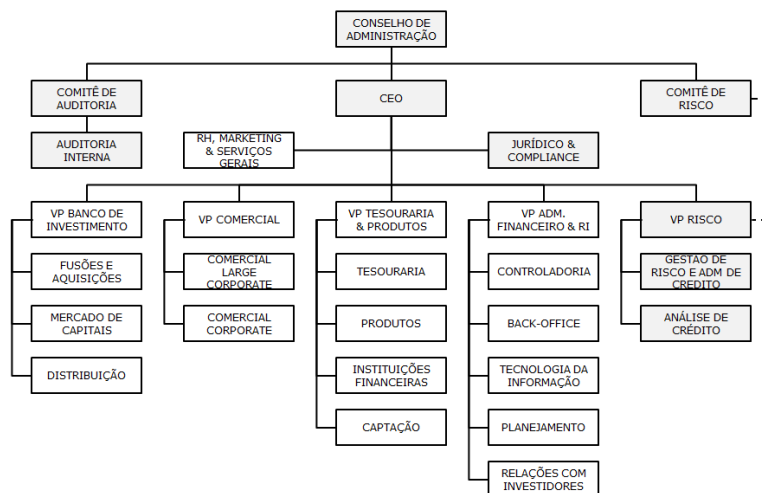 CONSELHO DE
ADMINISTRAÇÃO
COMITÊ DE
AUDITORIA
CEO
COMITÊ DE
RISCO
AUDITORIA
INTERNA
RH, MARKETING
& SERVIÇOS
GERAIS
JURÍDICO &
COMPLIANCE
VP BANCO DE
INVESTIMENTO
VP COMERCIAL
VP TESOURARIA
& PRODUTOS
VP ADM.
FINANCEIRO & RI
VP RISCO
FUSÕES E
AQUISIÇÕES
COMERCIAL
LARGE
CORPORATE
TESOURARIA
CONTROLADORIA
GESTÃO DE
RISCO E ADM DE
CRÉDITO
MERCADO DE
CAPITAIS
COMERCIAL
CORPORATE
PRODUTOS
BACK-OFFICE
ANÁLISE DE
CRÉDITO
DISTRIBUIÇÃO
INSTITUIÇÕES
FINANCEIRAS
TECNOLOGIA DA
INFORMAÇÃO
CAPTAÇÃO
PLANEJAMENTO
RELAÇÕES COM
INVESTIDORES